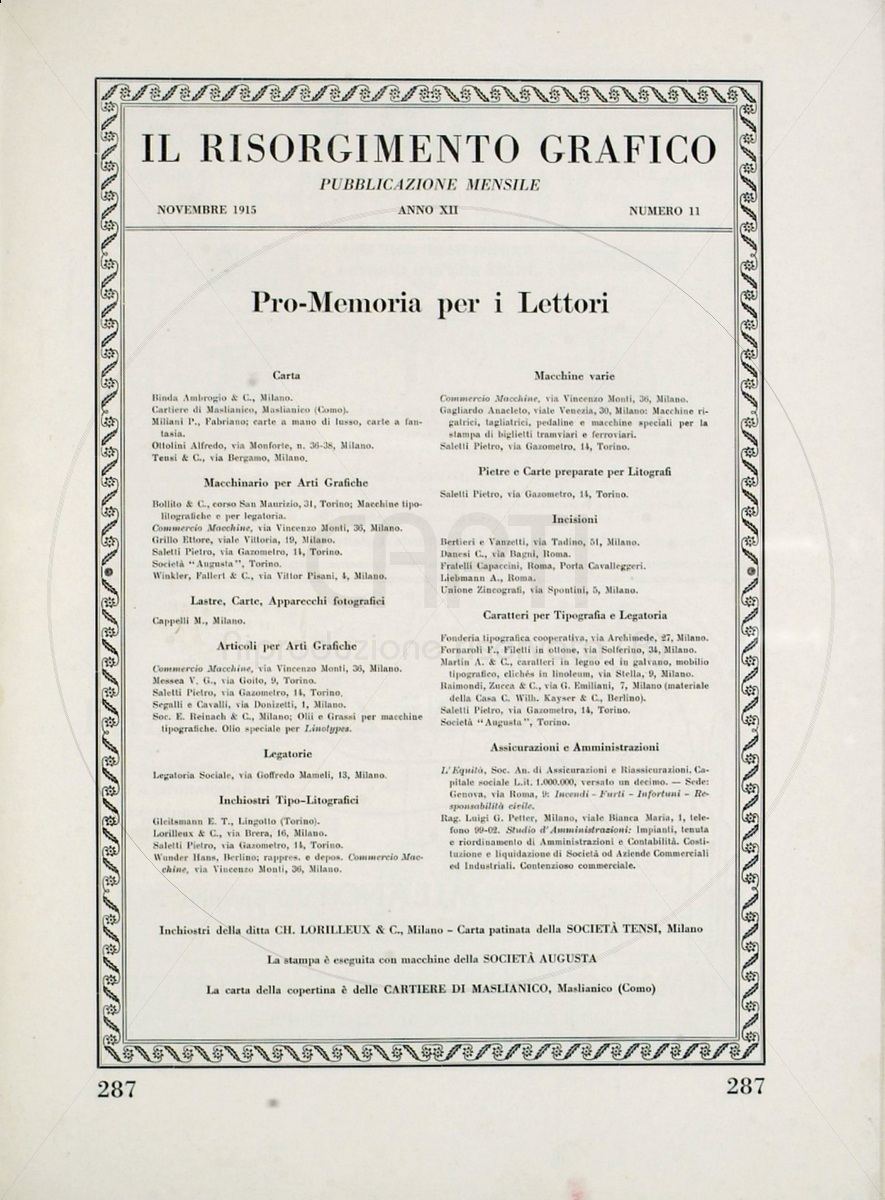 IL RISORGIMENTO GRAFICO
PUBBLICAZIONE MENSILE
NOVEMBRE 1915 ANNO XII NUMERO 11
Pro-Memoria per i Lettori
Carta
Binda Ambrogio & C., Milano.
Cartiere di Maslianico, Maslianico (Como).
Miliani P., Fabriano; carte a mano di lusso, carte a fan-
tasia.
Ottolini Alfredo, via Monforte, n. 36-38, Milano.
Tensi & C., via Bergamo, Milano.
Macchinario per Arti Grafiche
Bollito & C., corso San Maurizio, 31, Torino; Macchine tipo-
litografiche e per legatoria.
Commercio Macchine, via Vincenzo Monti, 36, Milano.
Grillo Ettore, viale Vittoria, 19, Milano.
Saletti Pietro, via Gazometro, 14, Torino.
Società "Augusta", Torino.
Winkler, Fallert & C., via Vittor Pisani, 4, Milano.
Lastre, Carte, Apparecchi fotografici
Cappelli M., Milano.
Articoli per Arti Grafiche
Commercio Macchine, via Vincenzo Monti, 36, Milano.
Messea V. G., via Goito, 9, Torino.
Saletti Pietro, via Gazometro, 14, Torino.
Segalli e Cavalli, via Donizetti, 1, Milano.
Soc. E. Reinach & C., Milano; Olii e Grassi per macchine
tipografiche. Olio speciale per Linotypes.
Legatorie
Legatoria Sociale, via Goffredo Mameli, 13, Milano.
Inchiostri Tipo-Litografici
Gleitsmann E. T., Lingotto (Torino).
Lorilleux & C., via Brera, 16, Milano.
Saletti Pietro, via Gazometro, 14, Torino.
Wunder Hans, Berlino; rappres. e depos. Commercio Mac-
chine, via Vincenzo Monti, 36, Milano.
Macchine varie
Commercio Macchine, via Vincenzo Monti, 36, Milano.
Gagliardo Anacleto, viale Venezia, 30, Milano: Macchine ri-
gatrici, tagliatrici, pedaline e macchine speciali per la
stampa di biglietti tramviari e ferroviari.
Saletti Pietro, via Gazometro, 14, Torino.
Pietre e Carte preparate per Litografi
Saletti Pietro, via Gazometro, 14, Torino.
Incisioni
Bertieri e Vanzetti, via Tadino, 51, Milano.
Danesi C., via Bagni, Roma.
Fratelli Capaccini, Roma, Porta Cavalleggeri.
Liebmann A., Roma.
Unione Zincografi, via Spontini, 5, Milano.
Caratteri per Tipografia e Legatoria
Fonderia tipografica cooperativa, via Archimede, 27, Milano.
Fornaroli F., Filetti in ottone, via Solferino, 34, Milano.
Martin A. & C., caratteri in legno ed in galvano, mobilio
tipografico, clichés in linoleum, via Stella, 9, Milano.
Raimondi, Zucca & C., via G. Emiliani, 7, Milano (materiale
della Casa C. Wilh. Kayser & C., Berlino).
Saletti Pietro, via Gazometro, 14, Torino.
Società "Augusta", Torino.
Assicurazioni e Amministrazioni
L'Equità, Soc. An. di Assicurazioni e Riassicurazioni. Ca-
pitale sociale L.it. 1.000.000, versato un decimo. — Sede:
Genova, via Roma, 9: Incendi – Furti – Infortuni – Re-
sponsabilità civile.
Rag. Luigi G. Petter, Milano, viale Bianca Maria, 1, tele-
fono 99-02. Studio d'Amministrazioni: Impianti, tenuta
e riordinamento di Amministrazioni e Contabilità. Costi-
tuzione e liquidazione di Società od Aziende Commerciali
ed Industriali. Contenzioso commerciale.
Inchiostri della ditta CH. LORILLEUX & C., Milano – Carta patinata della SOCIETÀ TENSI, Milano
La stampa è eseguita con macchine della SOCIETÀ AUGUSTA
La carta della copertina è delle CARTIERE DI MASLIANICO, Maslianico (Como)
287 287